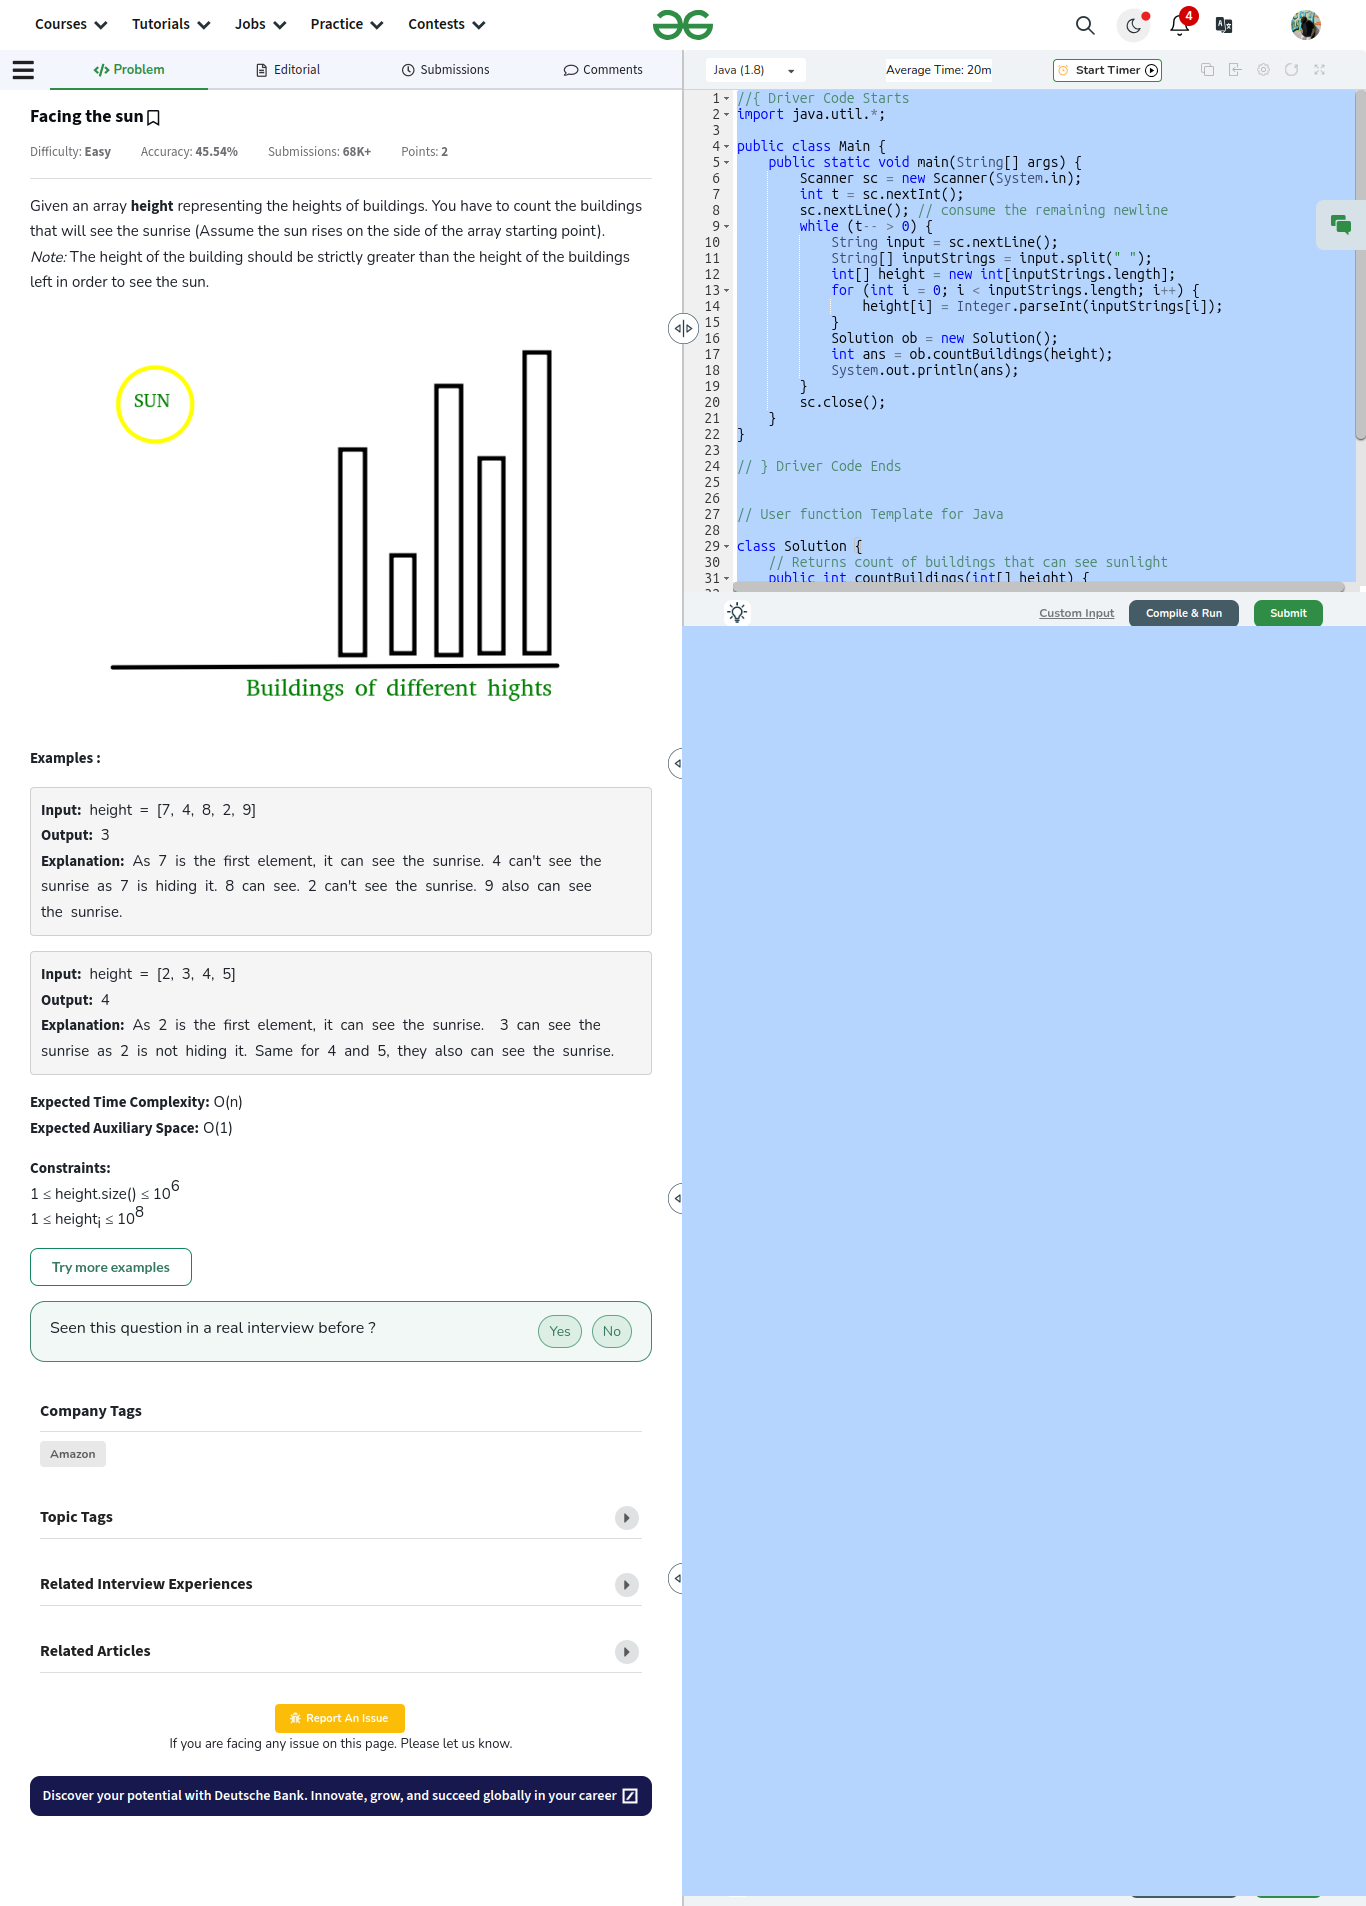 Courses Tutorials Jobs Practice Contests
4
</> Problem Editorial Submissions Comments
Facing the sun
Difficulty: Easy Accuracy: 45.54% Submissions: 68K+ Points: 2
Given an array height representing the heights of buildings. You have to count the buildings
that will see the sunrise (Assume the sun rises on the side of the array starting point).
Note: The height of the building should be strictly greater than the height of the buildings
left in order to see the sun.
SUN
Buildings of different hights
Examples :
Input: height = [7, 4, 8, 2, 9]
Output: 3
Explanation: As 7 is the first element, it can see the sunrise. 4 can't see the
sunrise as 7 is hiding it. 8 can see. 2 can't see the sunrise. 9 also can see
the sunrise.
Input: height = [2, 3, 4, 5]
Output: 4
Explanation: As 2 is the first element, it can see the sunrise. 3 can see the
sunrise as 2 is not hiding it. Same for 4 and 5, they also can see the sunrise.
Expected Time Complexity: O(n)
Expected Auxiliary Space: O(1)
Constraints:
1 ≤ height.size() ≤ 10^6
1 ≤ height_i ≤ 10^8
Try more examples
Seen this question in a real interview before ? Yes No
Company Tags
Amazon
Topic Tags
Related Interview Experiences
Related Articles
Report An Issue
If you are facing any issue on this page. Please let us know.
Discover your potential with Deutsche Bank. Innovate, grow, and succeed globally in your career
Java (1.8) Average Time: 20m Start Timer
1 //{ Driver Code Starts
2 import java.util.*;
3
4 public class Main {
5 public static void main(String[] args) {
6 Scanner sc = new Scanner(System.in);
7 int t = sc.nextInt();
8 sc.nextLine(); // consume the remaining newline
9 while (t-- > 0) {
10 String input = sc.nextLine();
11 String[] inputStrings = input.split(" ");
12 int[] height = new int[inputStrings.length];
13 for (int i = 0; i < inputStrings.length; i++) {
14 height[i] = Integer.parseInt(inputStrings[i]);
15 }
16 Solution ob = new Solution();
17 int ans = ob.countBuildings(height);
18 System.out.println(ans);
19 }
20 sc.close();
21 }
22 }
23
24 // } Driver Code Ends
25
26
27 // User function Template for Java
28
29 class Solution {
30 // Returns count of buildings that can see sunlight
31 public int countBuildings(int[] height) {
Custom Input Compile & Run Submit